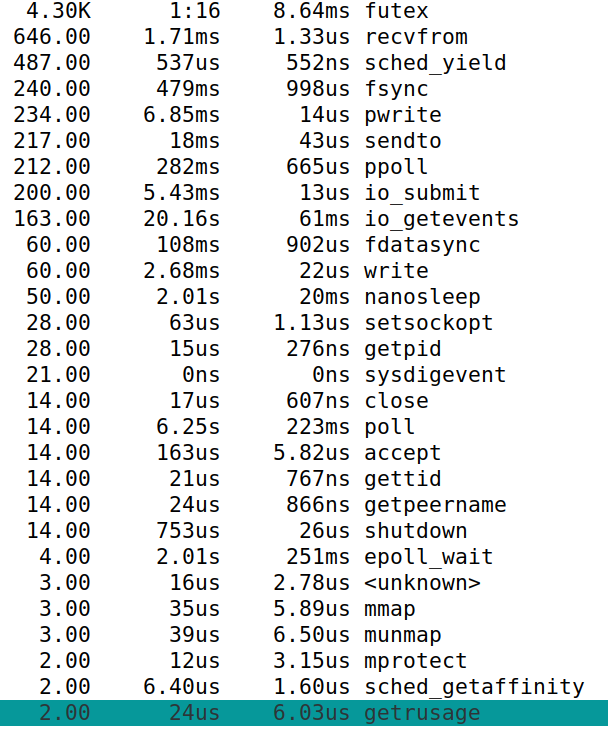 4.30K 1:16 8.64ms futex
646.00 1.71ms 1.33us recvfrom
487.00 537us 552ns sched_yield
240.00 479ms 998us fsync
234.00 6.85ms 14us pwrite
217.00 18ms 43us sendto
212.00 282ms 665us ppoll
200.00 5.43ms 13us io_submit
163.00 20.16s 61ms io_getevents
60.00 108ms 902us fdatasync
60.00 2.68ms 22us write
50.00 2.01s 20ms nanosleep
28.00 63us 1.13us setsockopt
28.00 15us 276ns getpid
21.00 0ns 0ns sysdigevent
14.00 17us 607ns close
14.00 6.25s 223ms poll
14.00 163us 5.82us accept
14.00 21us 767ns gettid
14.00 24us 866ns getpeername
14.00 753us 26us shutdown
4.00 2.01s 251ms epoll_wait
3.00 16us 2.78us <unknown>
3.00 35us 5.89us mmap
3.00 39us 6.50us munmap
2.00 12us 3.15us mprotect
2.00 6.40us 1.60us sched_getaffinity
2.00 24us 6.03us getrusage